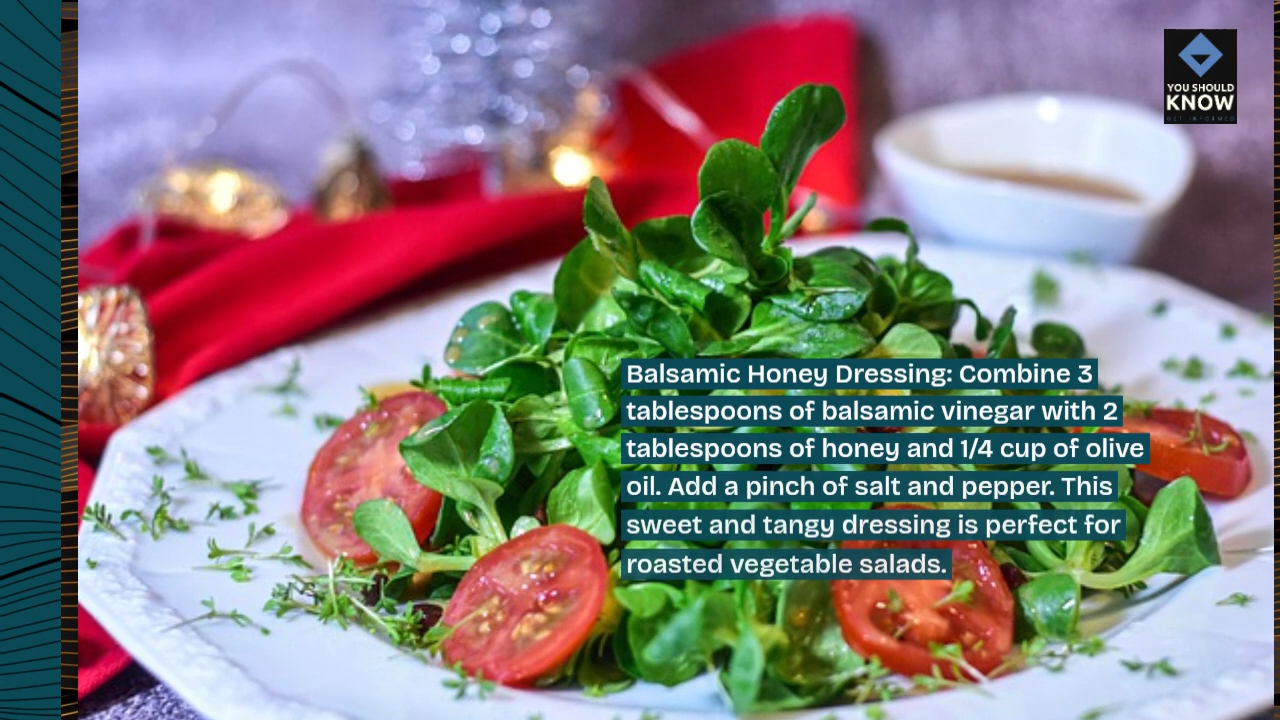 YOU SHOULD
KNOW
GET INFORMED
Balsamic Honey Dressing: Combine 3
tablespoons of balsamic vinegar with 2
tablespoons of honey and 1/4 cup of olive
oil. Add a pinch of salt and pepper. This
sweet and tangy dressing is perfect for
roasted vegetable salads.